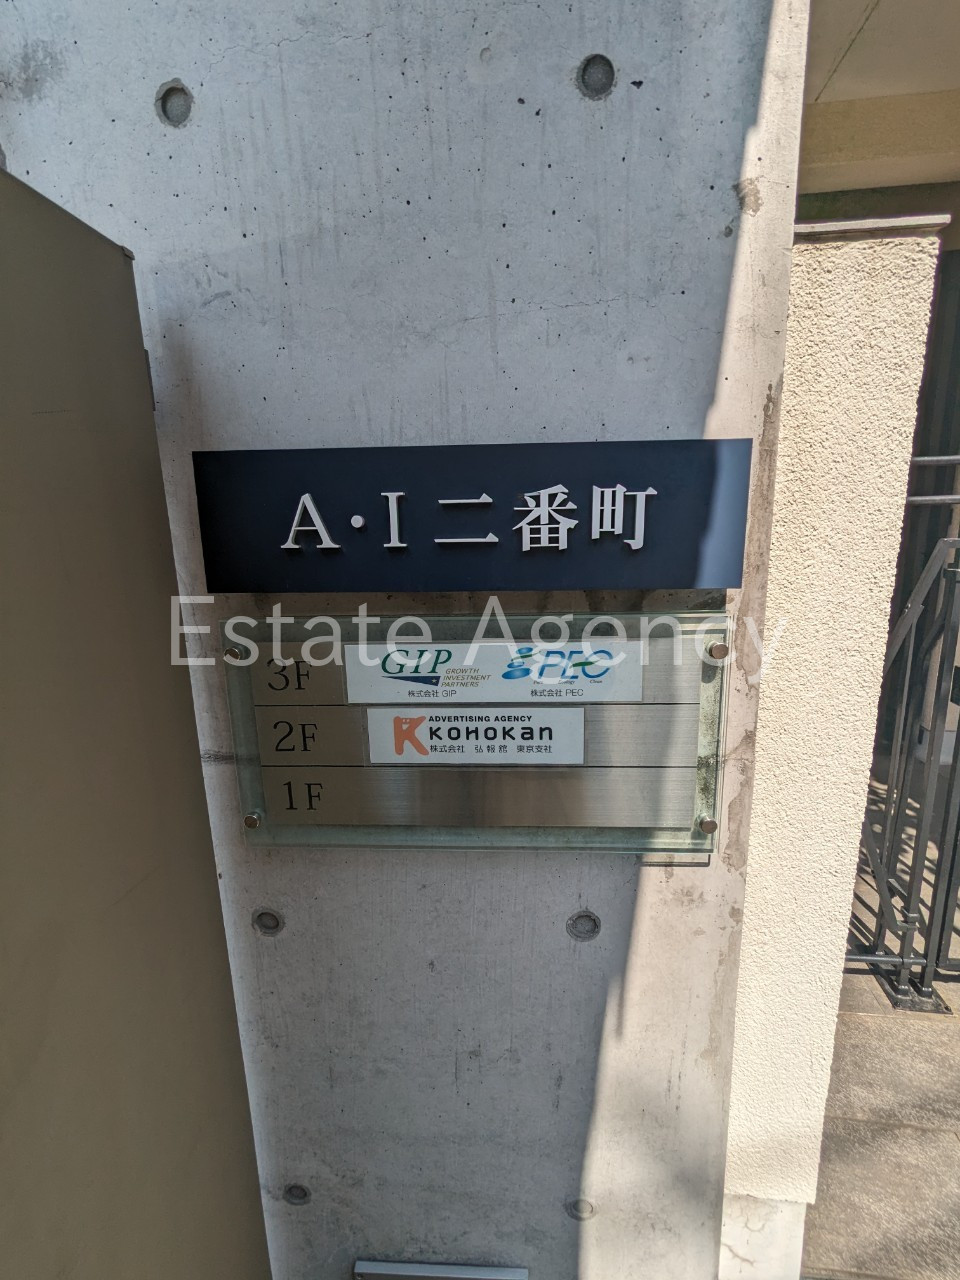 A・I 二番町
Estate Agency
3F
GIP GROWTH INVESTMENT PARTNERS
株式会社 GIP
PEC
株式会社 PEC
2F
ADVERTISING AGENCY
KOHOKan
株式会社 弘報館 東京支社
1F